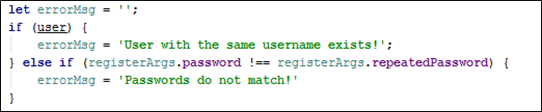 let errorMsg = '';
if (user) {
    errorMsg = 'User with the same username exists!';
} else if (registerArgs.password !== registerArgs.repeatedPassword) {
    errorMsg = 'Passwords do not match!'
}